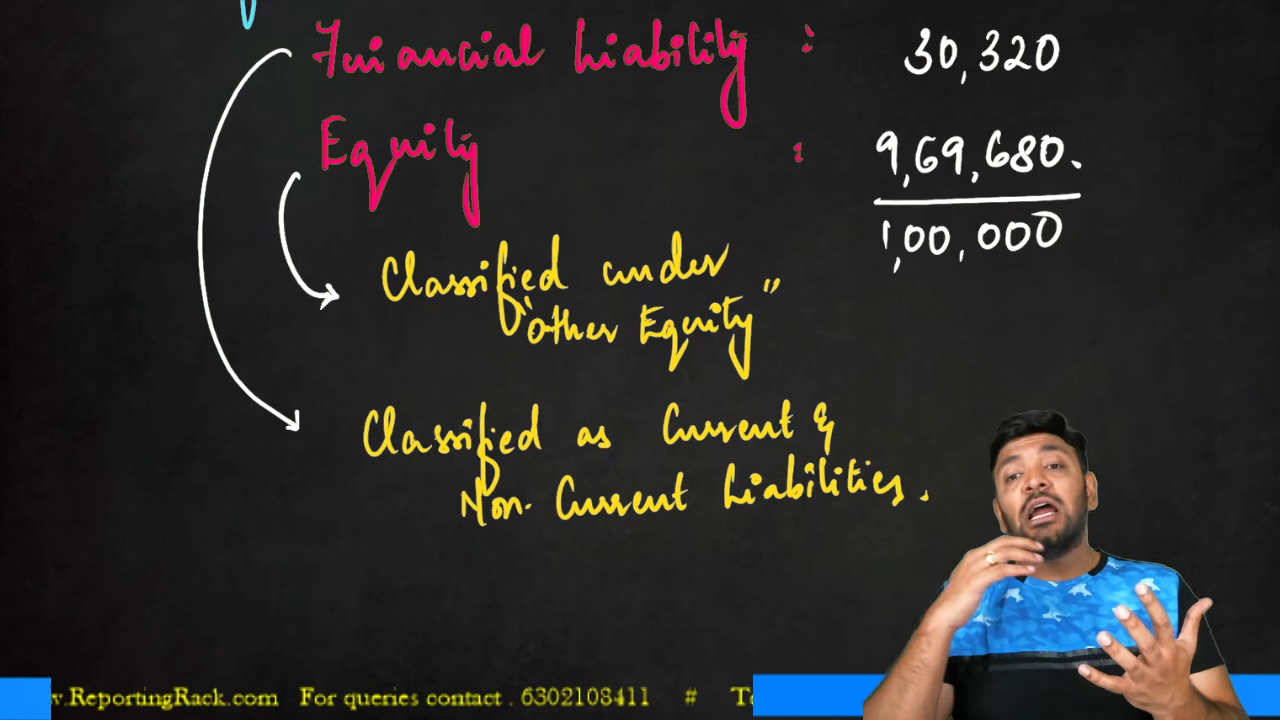 Financial Liability : 30,320
Equity : 9,69,680.
1,00,000
Classified under
"other Equity"
Classified as Current &
Non-Current Liabilities.
w.ReportingRack.com For queries contact . 6302108411 #